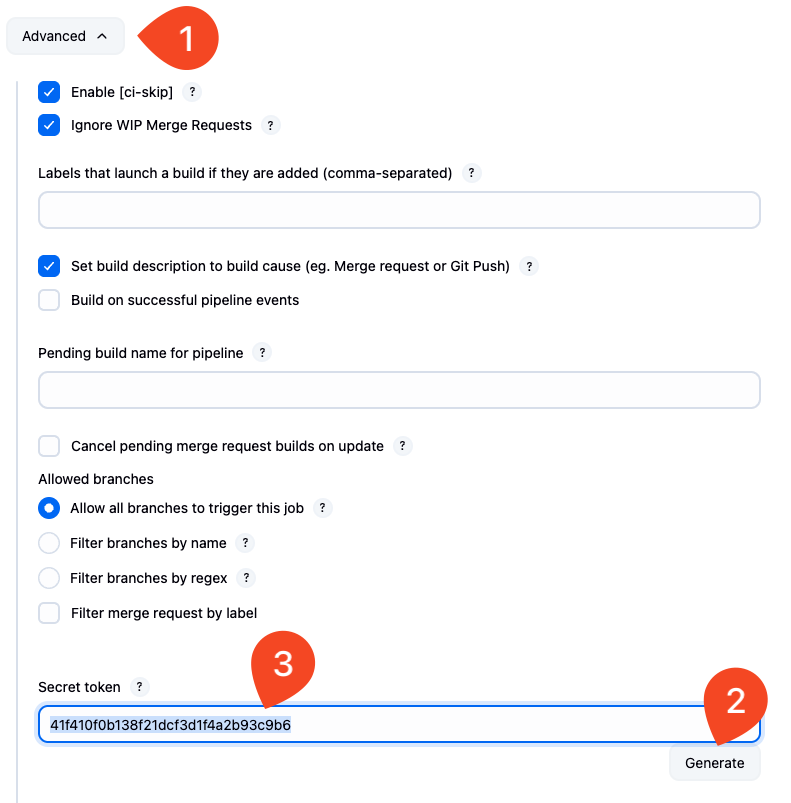 Advanced
1
Enable [ci-skip] ?
Ignore WIP Merge Requests ?
Labels that launch a build if they are added (comma-separated) ?
Set build description to build cause (eg. Merge request or Git Push) ?
Build on successful pipeline events
Pending build name for pipeline ?
Cancel pending merge request builds on update ?
Allowed branches
Allow all branches to trigger this job ?
Filter branches by name ?
Filter branches by regex ?
Filter merge request by label
3
Secret token ?
2
41f410f0b138f21dcf3d1f4a2b93c9b6
Generate